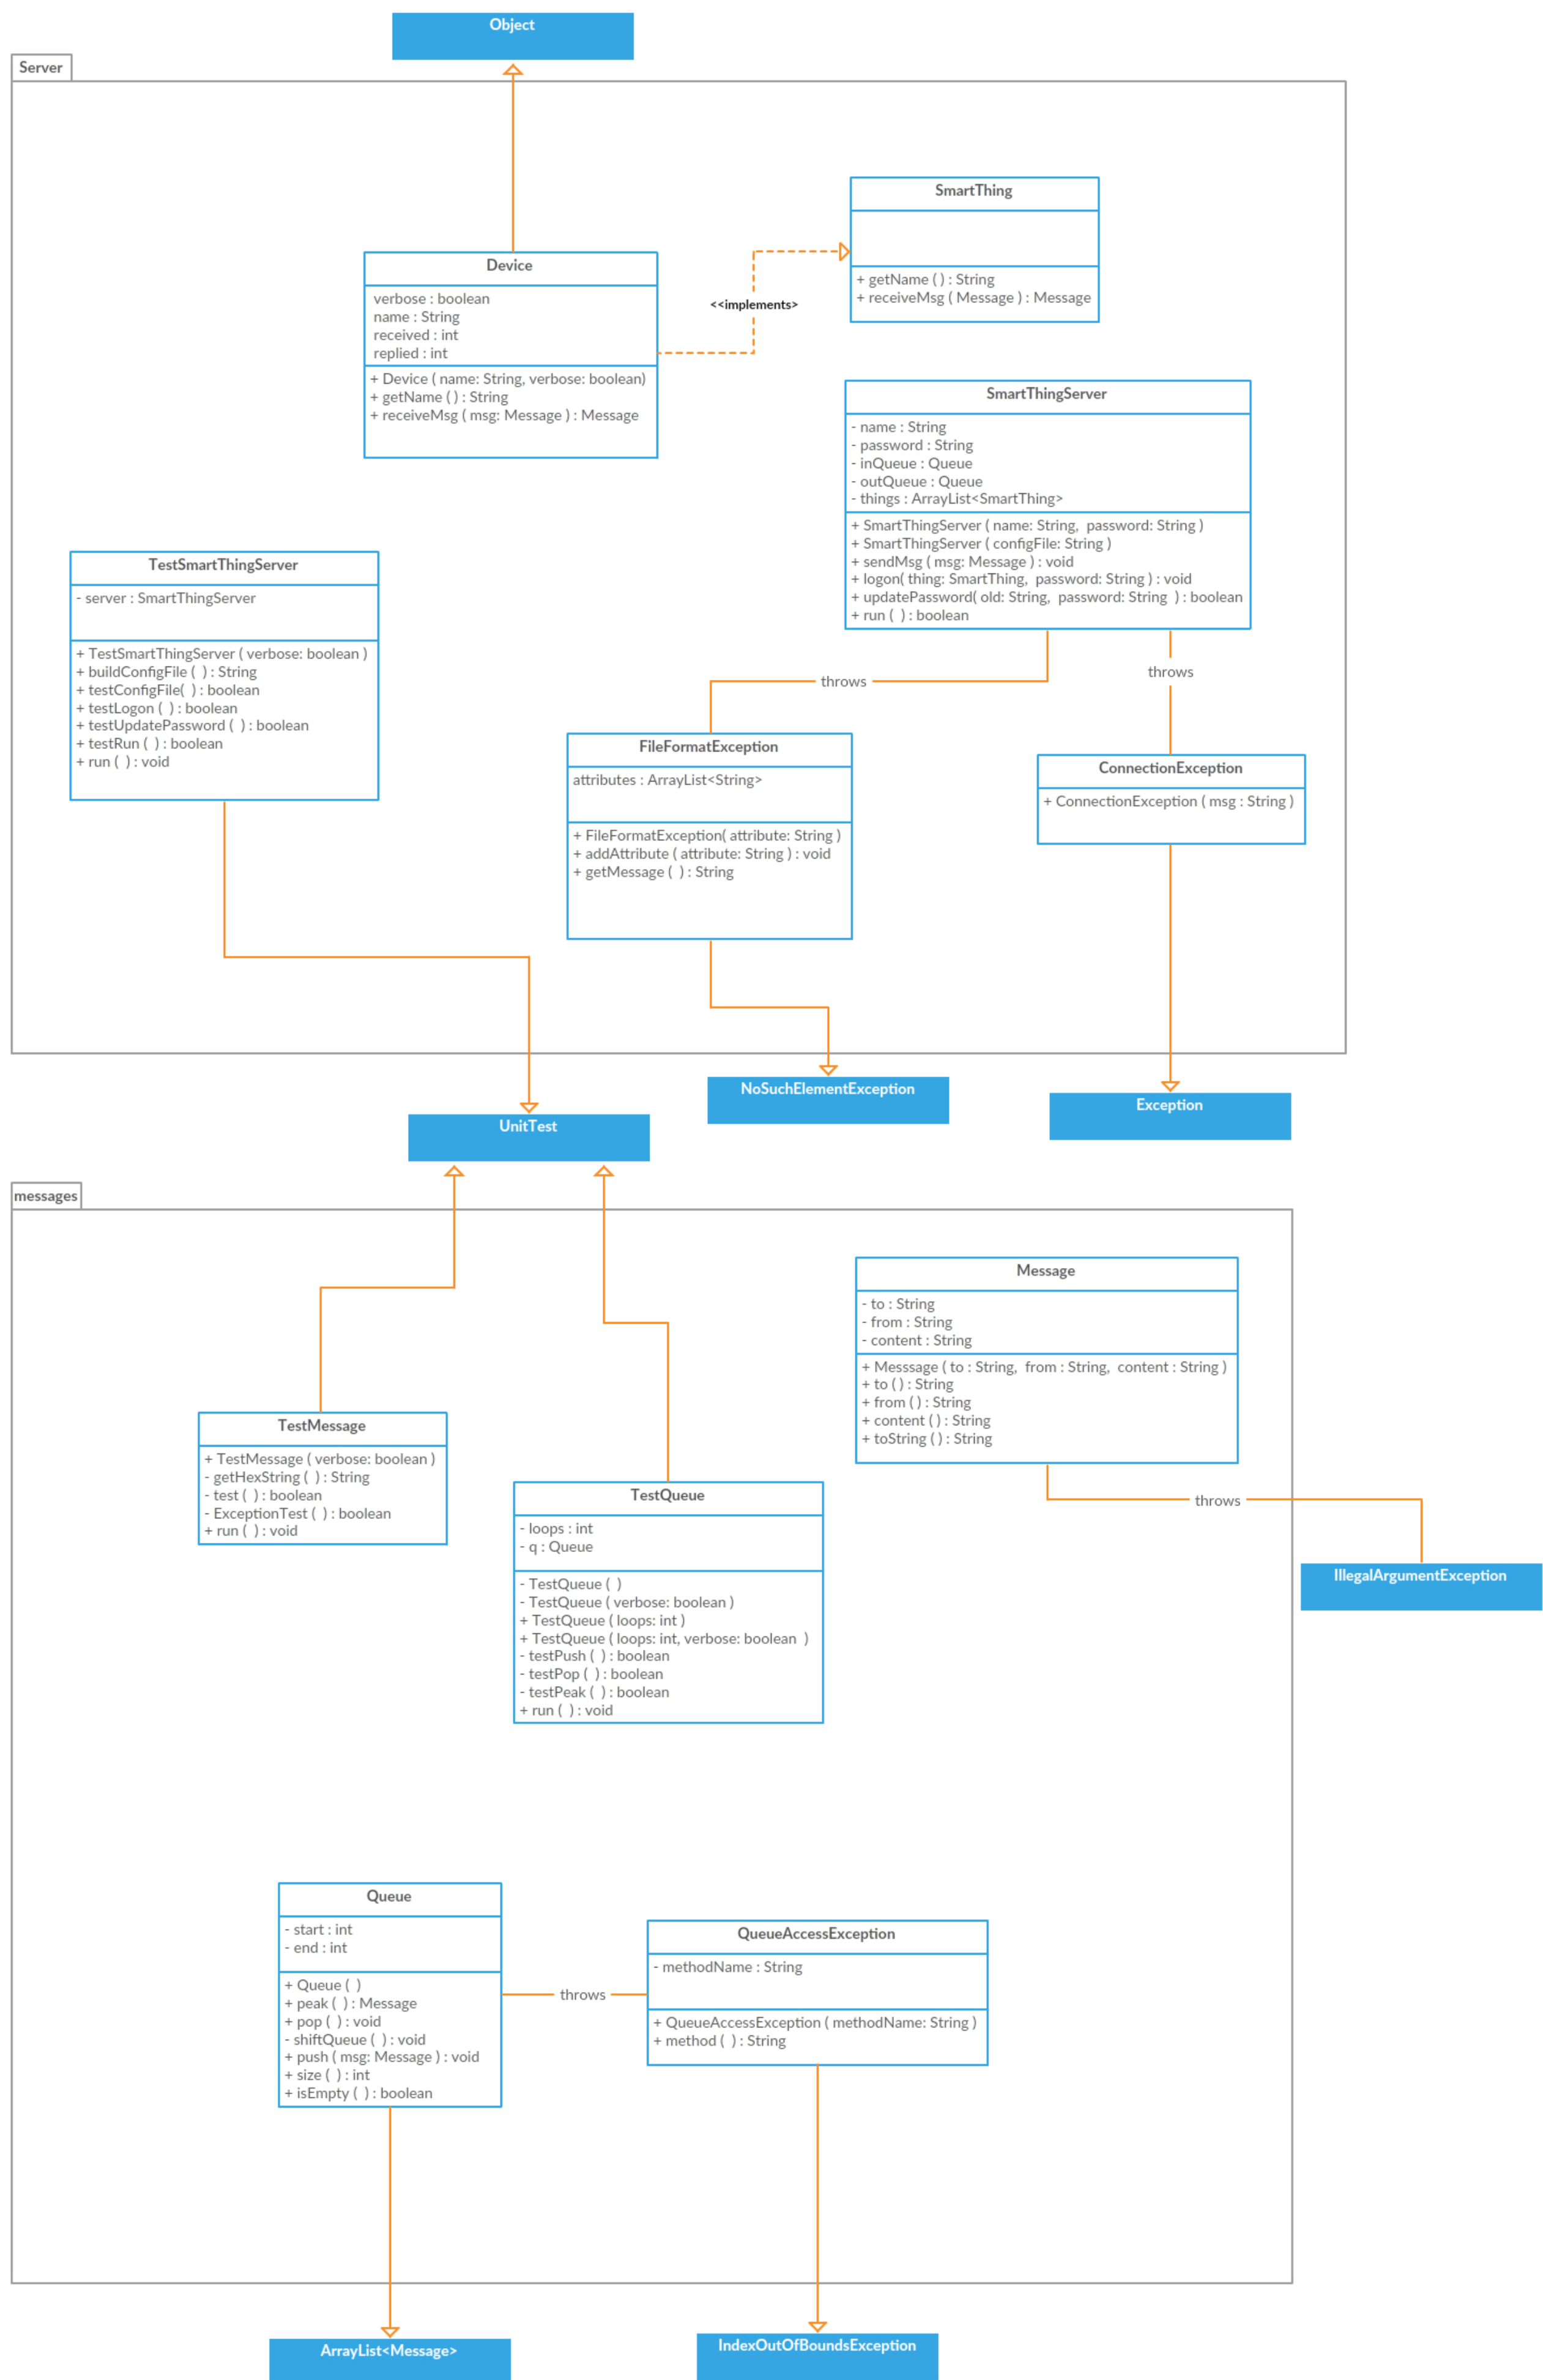 Object
Server
SmartThing
+ getName ( ) : String
+ receiveMsg ( Message ) : Message
Device
verbose : boolean
name : String
received : int
replied : int
+ Device ( name: String, verbose: boolean)
+ getName ( ) : String
+ receiveMsg ( msg: Message ) : Message
<<implements>
SmartThingServer
- name : String
- password : String
- inQueue : Queue
- outQueue : Queue
- things : ArrayList<SmartThing>
+ SmartThingServer ( name: String, password: String )
+ SmartThingServer ( configFile: String )
+ sendMsg ( msg: Message ) : void
+ logon( thing: SmartThing, password: String ) : void
+ updatePassword( old: String, password: String ) : boolean
+ run ( ) : boolean
TestSmartThingServer
- server : SmartThingServer
+ TestSmartThingServer ( verbose: boolean )
+ buildConfigFile ( ) : String
+ testConfigFile( ) : boolean
+ testLogon ( ) : boolean
+ testUpdatePassword ( ) : boolean
+ testRun ( ) : boolean
+ run ( ) : void
throws
throws
FileFormatException
attributes : ArrayList<String>
+ FileFormatException( attribute: String )
+ addAttribute ( attribute: String ) : void
+ getMessage ( ) : String
ConnectionException
+ ConnectionException ( msg : String )
NoSuchElementException
Exception
UnitTest
messages
Message
- to : String
- from : String
- content : String
+ Messsage ( to : String, from : String, content : String )
+ to ( ) : String
+ from ( ) : String
+ content ( ) : String
+ toString ( ) : String
TestMessage
+ TestMessage ( verbose: boolean )
- getHexString ( ) : String
- test ( ) : boolean
- ExceptionTest ( ) : boolean
+ run ( ) : void
TestQueue
- loops : int
- q : Queue
- TestQueue ( )
- TestQueue ( verbose: boolean )
+ TestQueue ( loops: int )
+ TestQueue ( loops: int, verbose: boolean )
- testPush ( ) : boolean
- testPop ( ) : boolean
- testPeak ( ) : boolean
+ run ( ) : void
throws
IllegalArgumentException
Queue
- start : int
- end : int
+ Queue ( )
+ peak ( ) : Message
+ pop ( ) : void
- shiftQueue ( ) : void
+ push ( msg: Message ) : void
+ size ( ) : int
+ isEmpty ( ) : boolean
throws
QueueAccessException
- methodName : String
+ QueueAccessException ( methodName: String )
+ method ( ) : String
ArrayList<Message>
IndexOutOfBoundsException